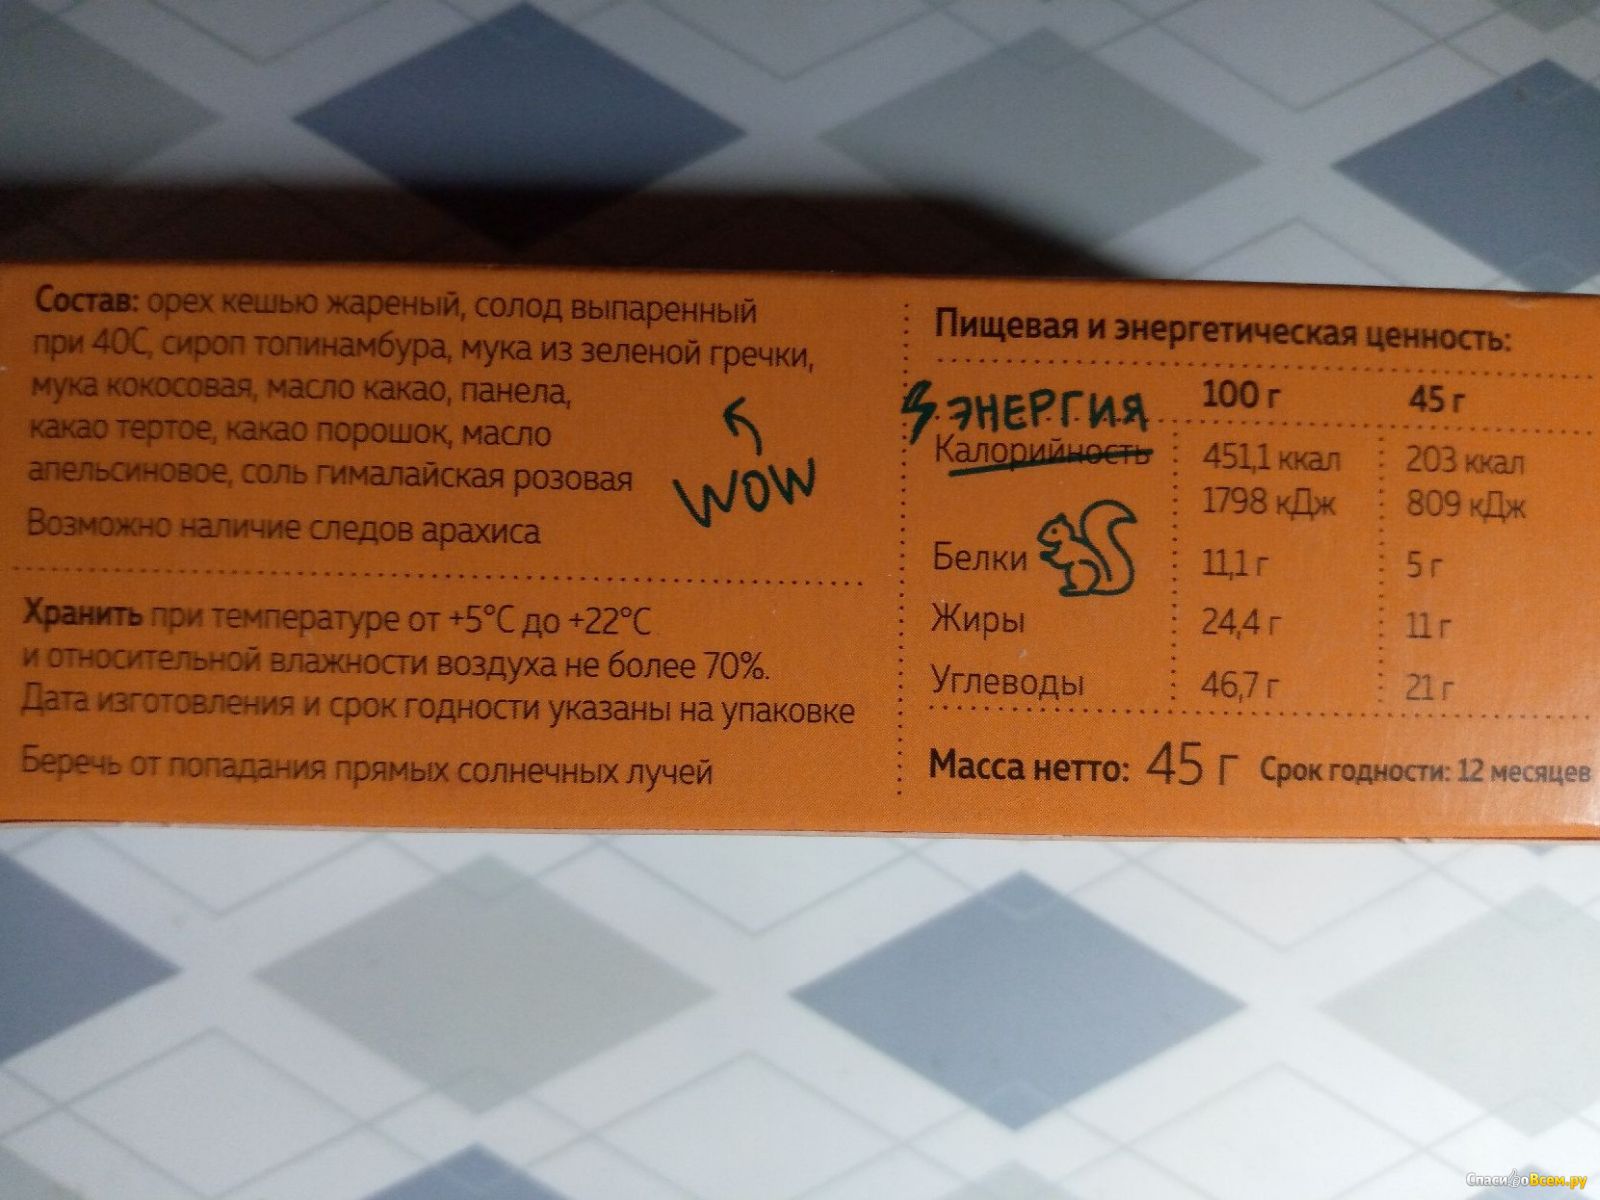 Состав: орех кешью жареный, солод выпаренный
при 40С, сироп топинамбура, мука из зеленой гречки,
мука кокосовая, масло какао, панела,
какао тертое, какао порошок, масло
апельсиновое, соль гималайская розовая
WOW
Возможно наличие следов арахиса
Хранить при температуре от +5°С до +22°С
и относительной влажности воздуха не более 70%.
Дата изготовления и срок годности указаны на упаковке
Беречь от попадания прямых солнечных лучей
Пищевая и энергетическая ценность:
100 г 45 г
ЭНЕРГИЯ
Калорийность 451,1 ккал 203 ккал
1798 кДж 809 кДж
Белки 11,1 г 5 г
Жиры 24,4 г 11 г
Углеводы 46,7 г 21 г
Масса нетто: 45 г Срок годности: 12 месяцев
СпасибоВсем.ру